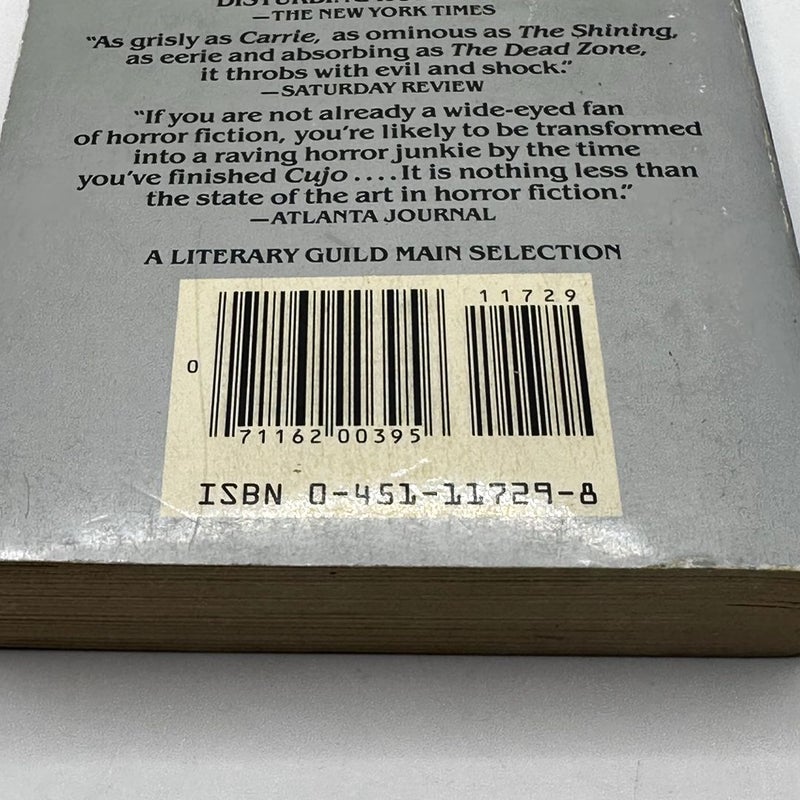 —THE NEW YORK TIMES
"As grisly as Carrie, as ominous as The Shining,
as eerie and absorbing as The Dead Zone,
it throbs with evil and shock."
—SATURDAY REVIEW
"If you are not already a wide-eyed fan
of horror fiction, you're likely to be transformed
into a raving horror junkie by the time
you've finished Cujo....It is nothing less than
the state of the art in horror fiction."
—ATLANTA JOURNAL
A LITERARY GUILD MAIN SELECTION
11729
0
71162 00395
ISBN 0-451-11729-8